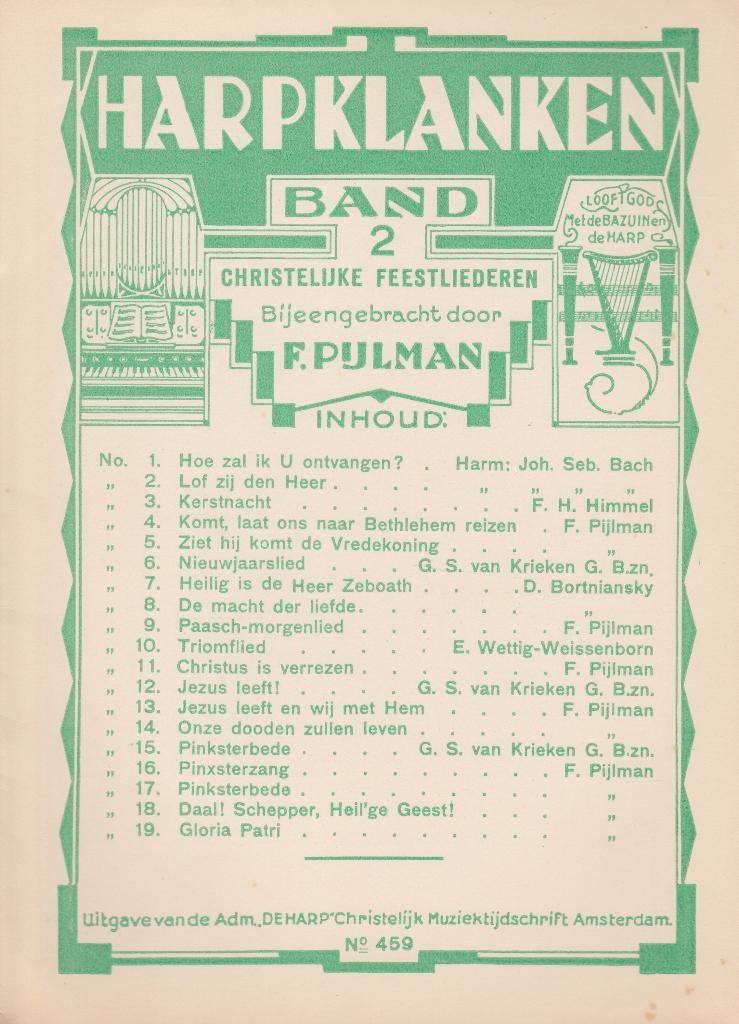 HARPKLANKEN
BAND
2
LOOFT GOD
Met de BAZUIN en
de HARP
CHRISTELIJKE FEESTLIEDEREN
Bijeengebracht door
F. PIJLMAN
INHOUD:
No. 1. Hoe zal ik U ontvangen? . Harm: Joh. Seb. Bach
„ 2. Lof zij den Heer . . . . „ „ „ „
„ 3. Kerstnacht . . . . . . . . F. H. Himmel
„ 4. Komt, laat ons naar Bethlehem reizen . F. Pijlman
„ 5. Ziet hij komt de Vredekoning . . . . „
„ 6. Nieuwjaarslied . . . G. S. van Krieken G. B.zn.
„ 7. Heilig is de Heer Zeboath . . . . D. Bortniansky
„ 8. De macht der liefde. . . . . . „
„ 9. Paasch-morgenlied . . . . . . F. Pijlman
„ 10. Triomflied . . . . . E. Wettig-Weissenborn
„ 11. Christus is verrezen . . . . . . . F. Pijlman
„ 12. Jezus leeft! . . . . G. S. van Krieken G. B.zn.
„ 13. Jezus leeft en wij met Hem . . . . F. Pijlman
„ 14. Onze dooden zullen leven . . . . . „
„ 15. Pinksterbede . . . . G. S. van Krieken G. B.zn.
„ 16. Pinxsterzang . . . . . . . . F. Pijlman
„ 17. Pinksterbede . . . . . . . . . „
„ 18. Daal! Schepper, Heil'ge Geest! . . . „
„ 19. Gloria Patri . . . . . . . . „
Uitgave van de Adm. „DE HARP" Christelijk Muziektijdschrift Amsterdam.
No 459